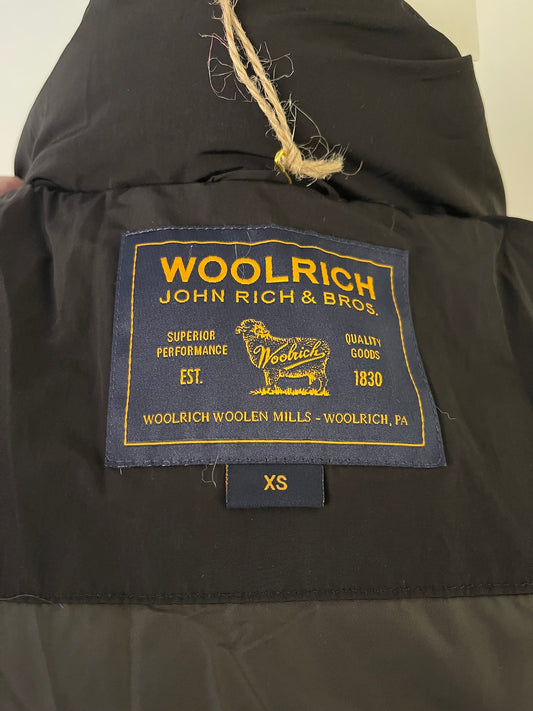 WOOLRICH
JOHN RICH & BROS.
SUPERIOR PERFORMANCE
QUALITY GOODS
Woolrich
EST. 1830
WOOLRICH WOOLEN MILLS - WOOLRICH, PA
XS